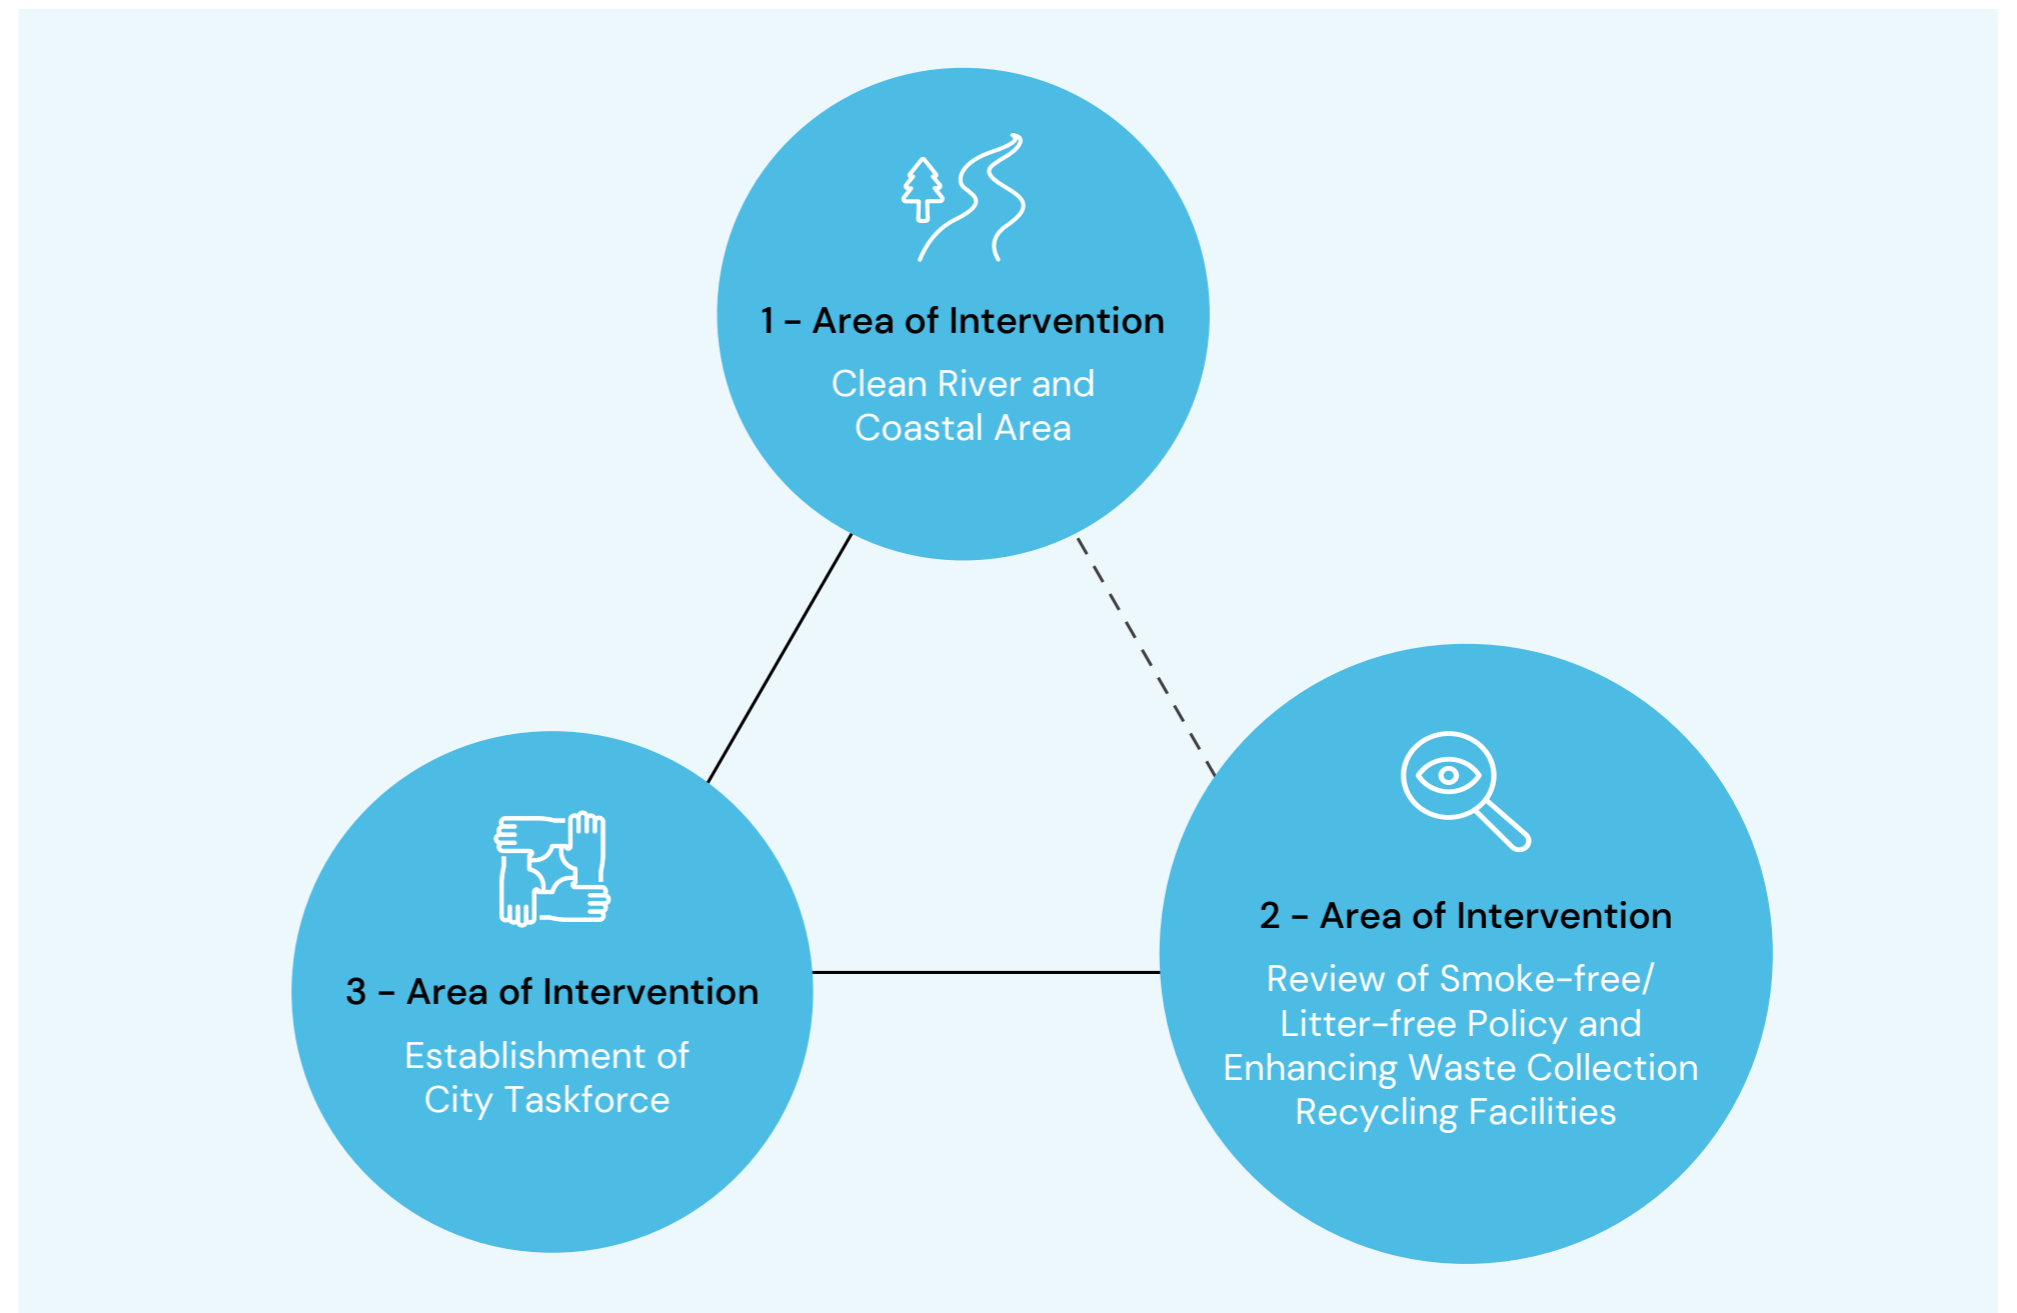 1 – Area of Intervention
Clean River and
Coastal Area
2 – Area of Intervention
Review of Smoke-free/
Litter-free Policy and
Enhancing Waste Collection
Recycling Facilities
3 – Area of Intervention
Establishment of
City Taskforce